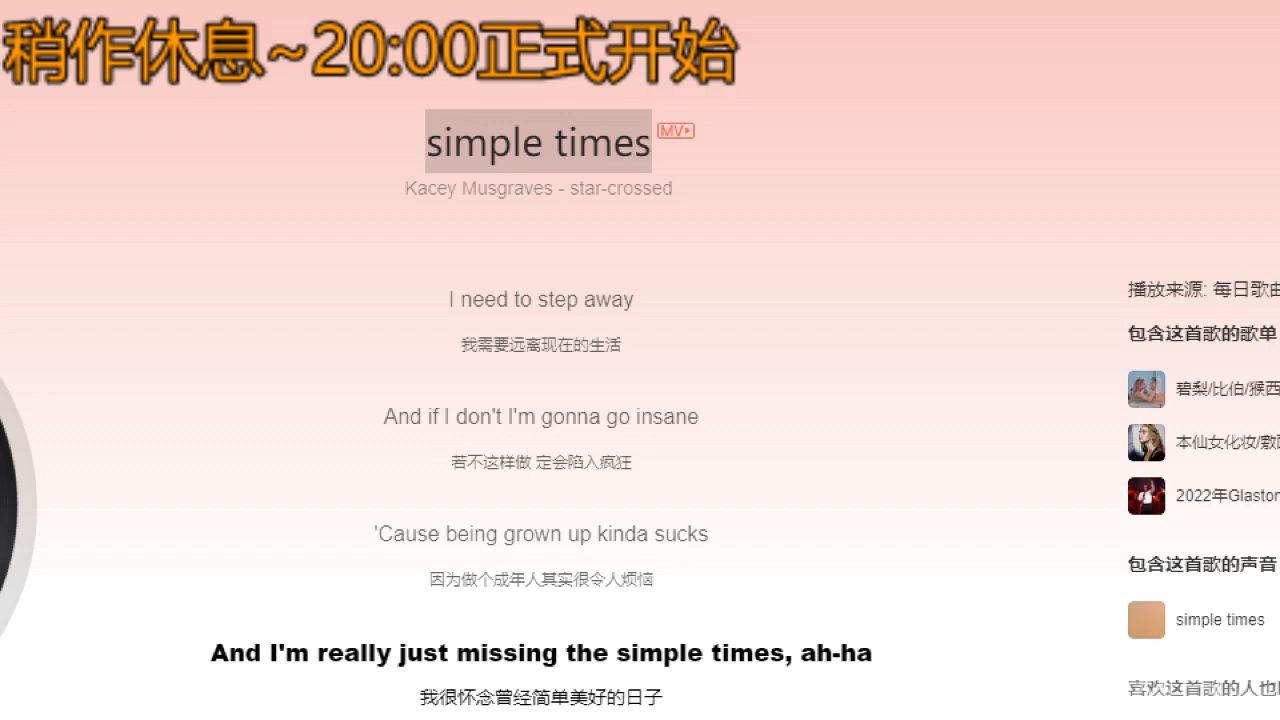 稍作休息~20:00正式开始
simple times MV
Kacey Musgraves - star-crossed
I need to step away
我需要远离现在的生活
And if I don't I'm gonna go insane
若不这样做 定会陷入疯狂
'Cause being grown up kinda sucks
因为做个成年人其实很令人烦恼
And I'm really just missing the simple times, ah-ha
我很怀念曾经简单美好的日子
播放来源: 每日歌曲
包含这首歌的歌单
碧梨/比伯/猴西
本仙女化妆/敷
2022年Glaston
包含这首歌的声音
simple times
喜欢这首歌的人也